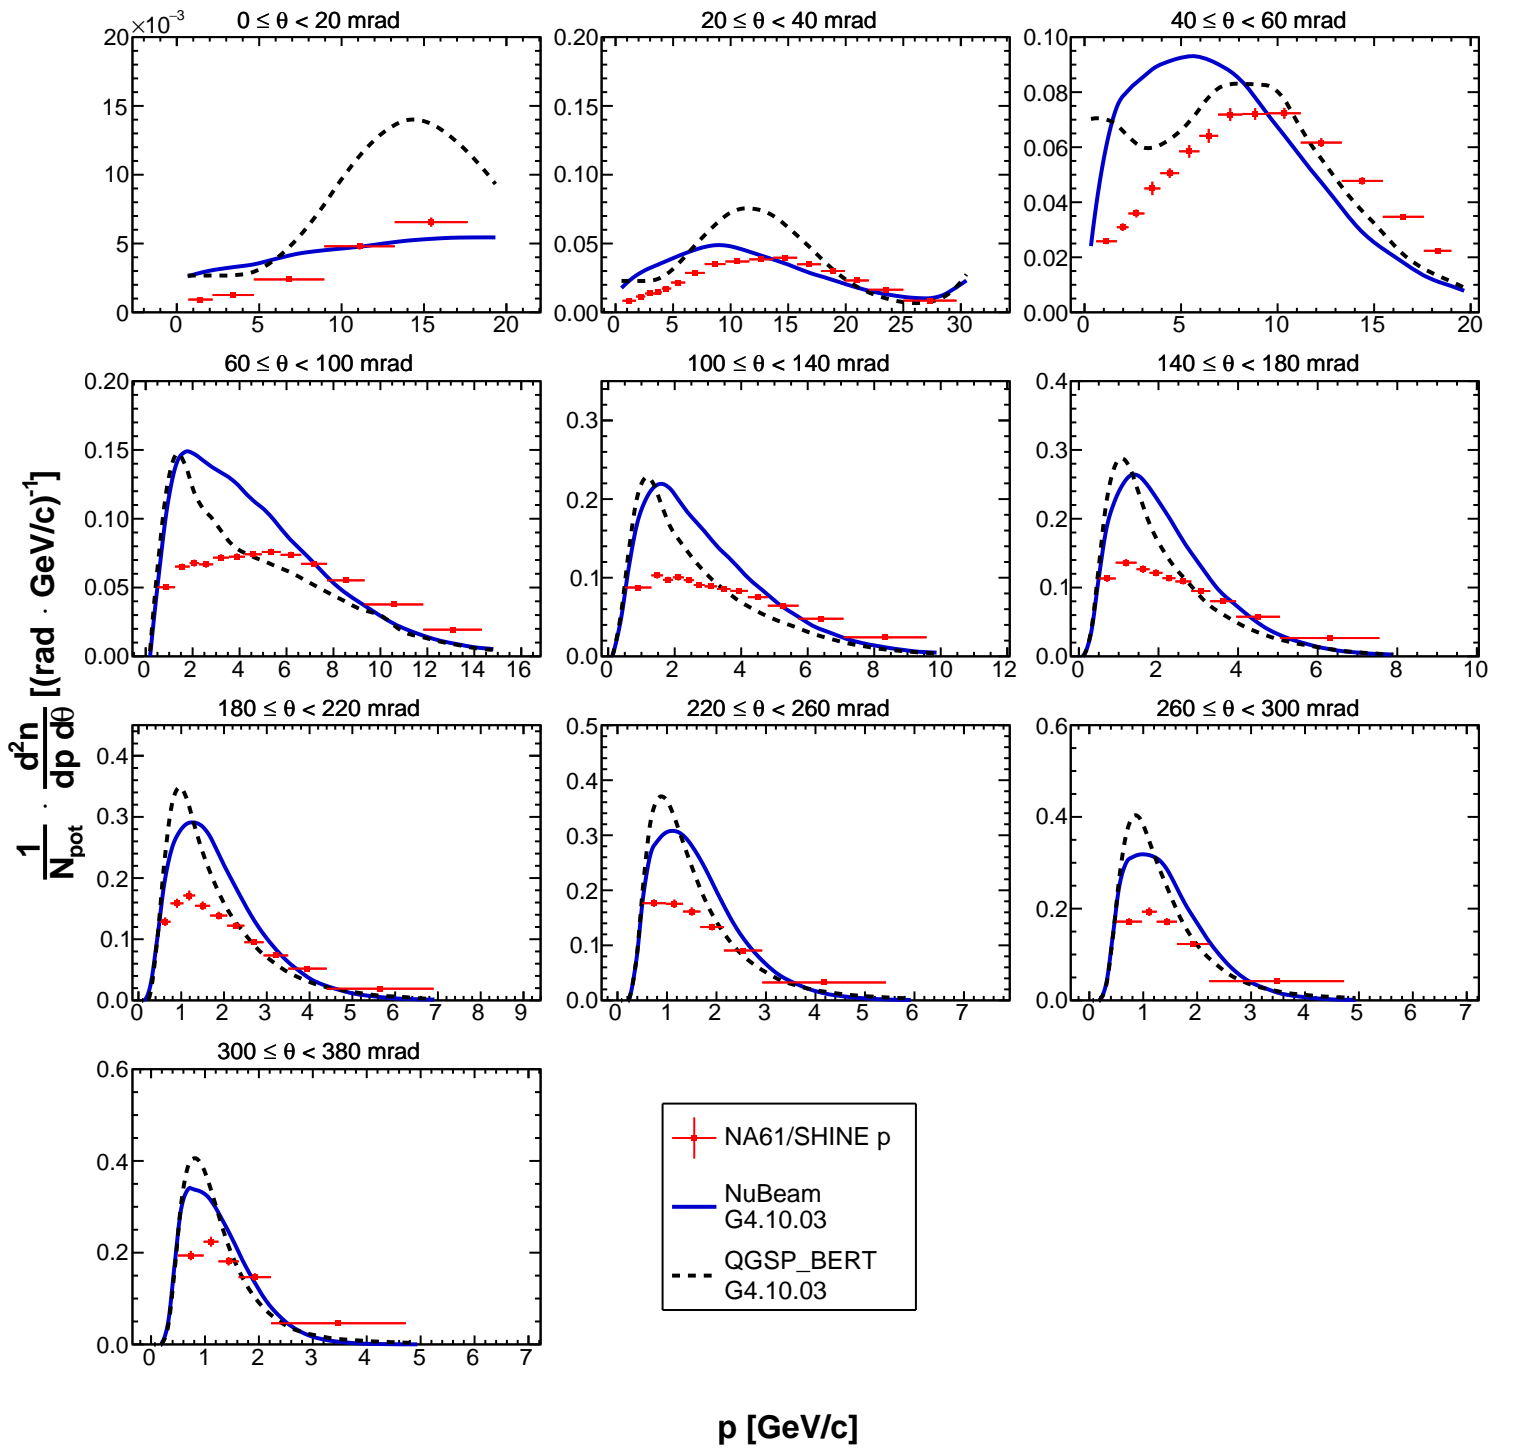 20×10⁻³ 0 ≤ θ < 20 mrad
15
10
5
0
0 5 10 15 20
20 ≤ θ < 40 mrad
0.20
0.15
0.10
0.05
0.00
0 5 10 15 20 25 30
40 ≤ θ < 60 mrad
0.10
0.08
0.06
0.04
0.02
0.00
0 5 10 15 20
60 ≤ θ < 100 mrad
0.20
0.15
0.10
0.05
0.00
0 2 4 6 8 10 12 14 16
100 ≤ θ < 140 mrad
0.3
0.2
0.1
0.0
0 2 4 6 8 10 12
140 ≤ θ < 180 mrad
0.4
0.3
0.2
0.1
0.0
0 2 4 6 8 10
180 ≤ θ < 220 mrad
0.4
0.3
0.2
0.1
0.0
0 1 2 3 4 5 6 7 8 9
220 ≤ θ < 260 mrad
0.5
0.4
0.3
0.2
0.1
0.0
0 1 2 3 4 5 6 7
260 ≤ θ < 300 mrad
0.6
0.4
0.2
0.0
0 1 2 3 4 5 6 7
300 ≤ θ < 380 mrad
0.6
0.4
0.2
0.0
0 1 2 3 4 5 6 7
NA61/SHINE p
NuBeam
G4.10.03
QGSP_BERT
G4.10.03
1/N_pot · d²n/dp dθ [(rad · GeV/c)⁻¹]
p [GeV/c]